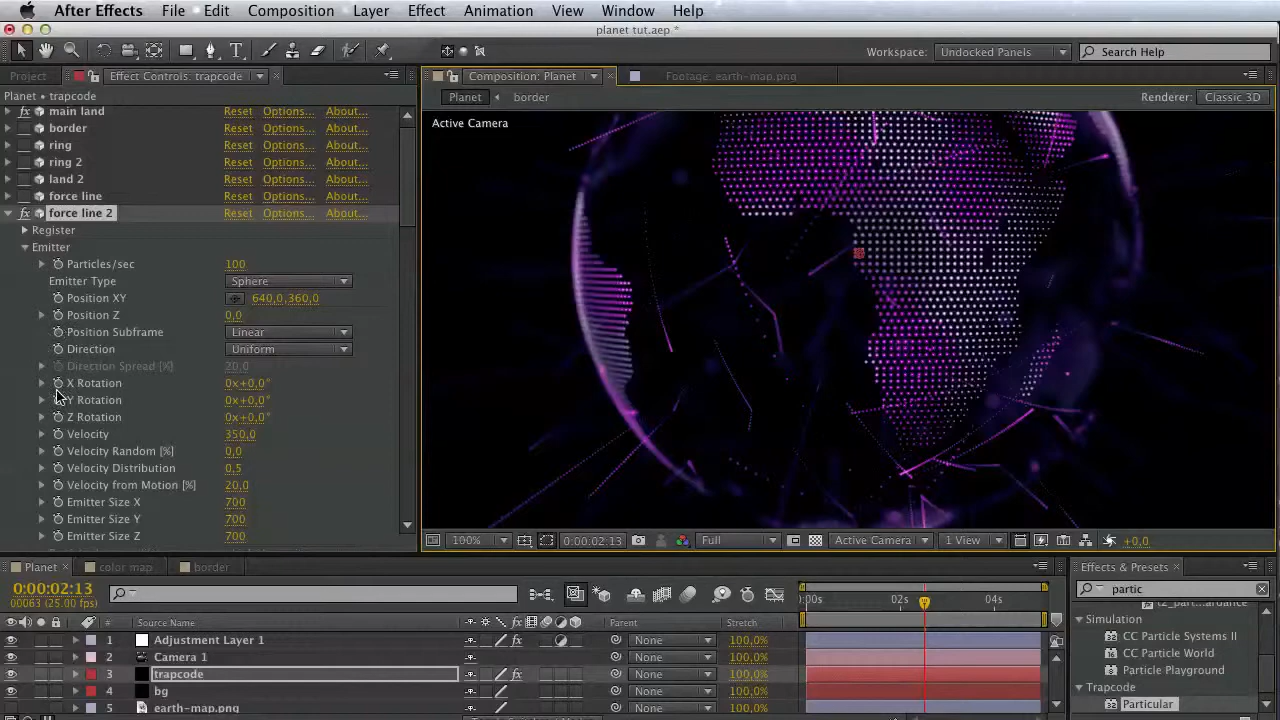 After Effects File Edit Composition Layer Effect Animation View Window Help
planet tut.aep *
Workspace: Undocked Panels Search Help
Project Effect Controls: trapcode Composition: Planet Footage: earth-map.png
Planet • trapcode Planet border Renderer: Classic 3D
Active Camera
main land Reset Options... About...
border Reset Options... About...
ring Reset Options... About...
ring 2 Reset Options... About...
land 2 Reset Options... About...
force line Reset Options... About...
force line 2 Reset Options... About...
Register
Emitter
Particles/sec 100
Emitter Type Sphere
Position XY 640,0,360,0
Position Z 0,0
Position Subframe Linear
Direction Uniform
Direction Spread [%] 20,0
X Rotation 0x+0,0°
Y Rotation 0x+0,0°
Z Rotation 0x+0,0°
Velocity 350,0
Velocity Random [%] 0,0
Velocity Distribution 0,5
Velocity from Motion [%] 20,0
Emitter Size X 700
Emitter Size Y 700
Emitter Size Z 700
100% 0:00:02:13 Full Active Camera 1 View +0,0
Planet color map border Effects & Presets
0:00:02:13
00063 (25.00 fps)
:00s 02s 04s
partic
# Source Name Parent Stretch
1 Adjustment Layer 1 None 100,0%
2 Camera 1 None 100,0%
3 trapcode None 100,0%
4 bg None 100,0%
5 earth-map.png None 100,0%
Simulation
CC Particle Systems II
CC Particle World
Particle Playground
Trapcode
Particular